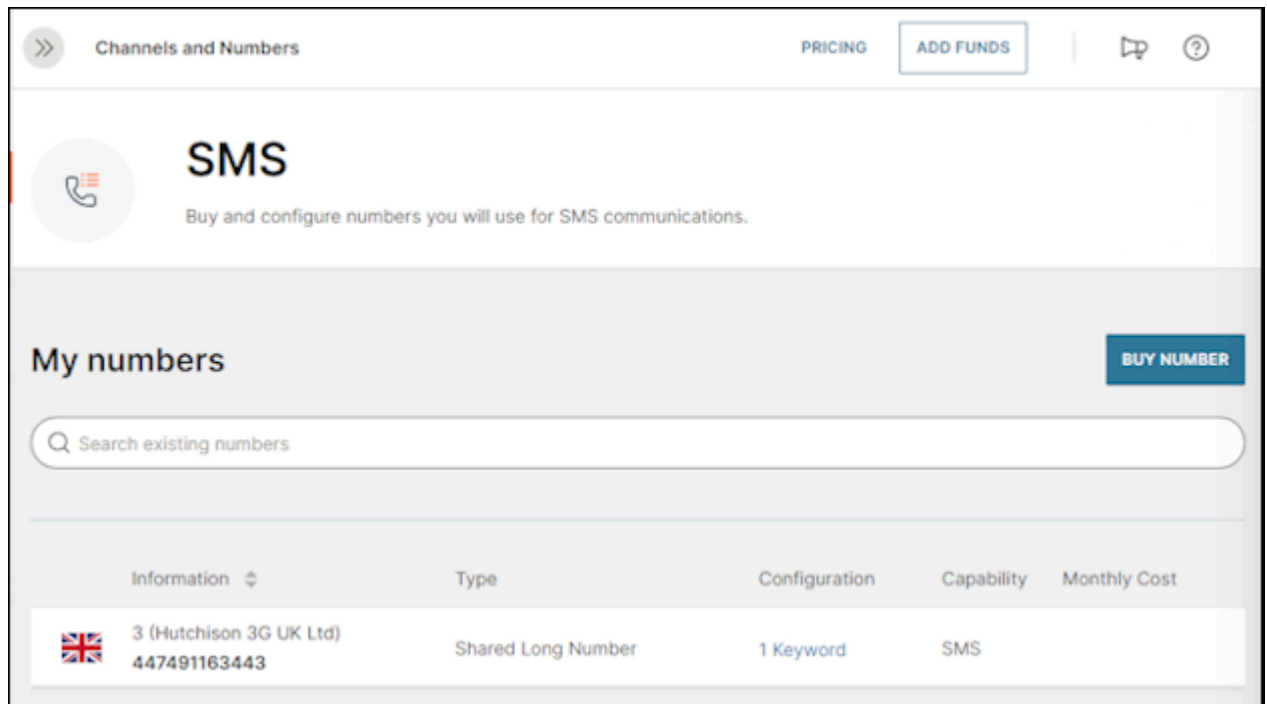 Channels and Numbers PRICING ADD FUNDS
SMS
Buy and configure numbers you will use for SMS communications.
My numbers BUY NUMBER
Search existing numbers
Information Type Configuration Capability Monthly Cost
3 (Hutchison 3G UK Ltd)
447491163443
Shared Long Number 1 Keyword SMS